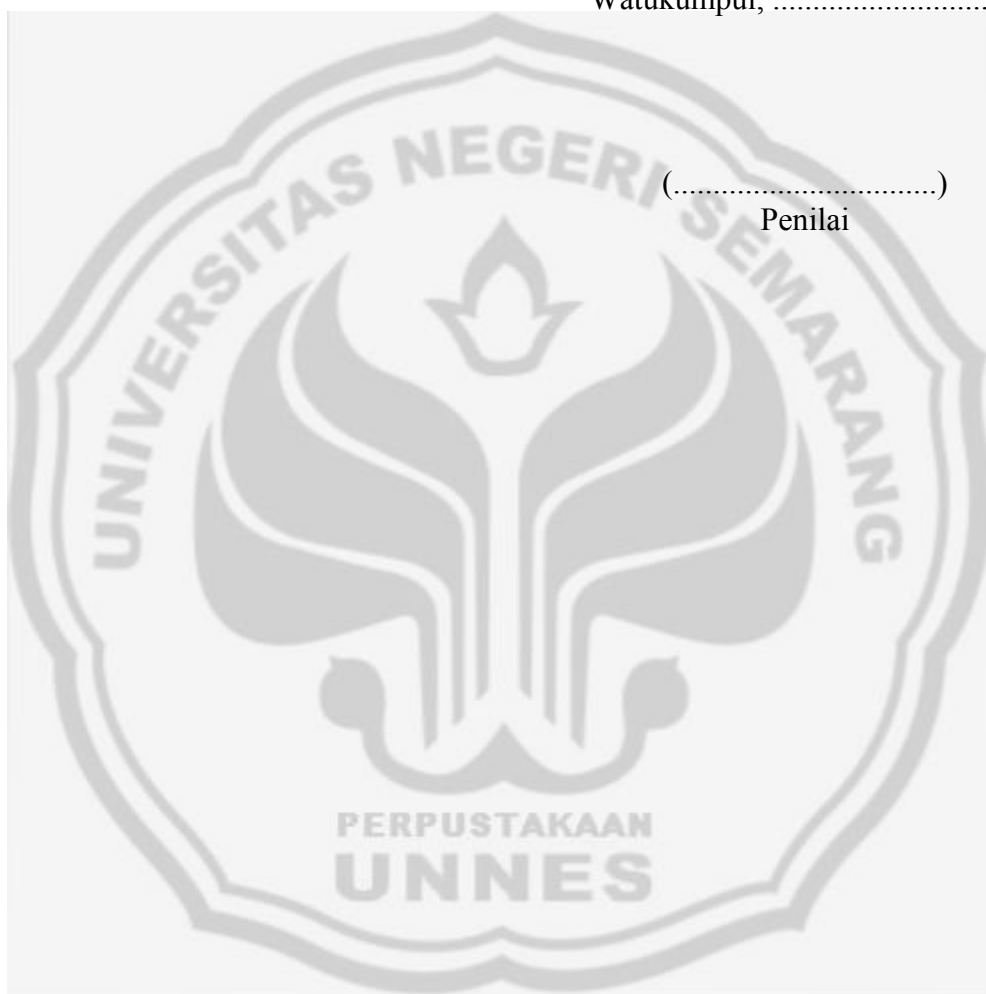 Watukumpul, ...........................
(.................................)
Penilai
UNIVERSITAS NEGERI SEMARANG
PERPUSTAKAAN
UNNES